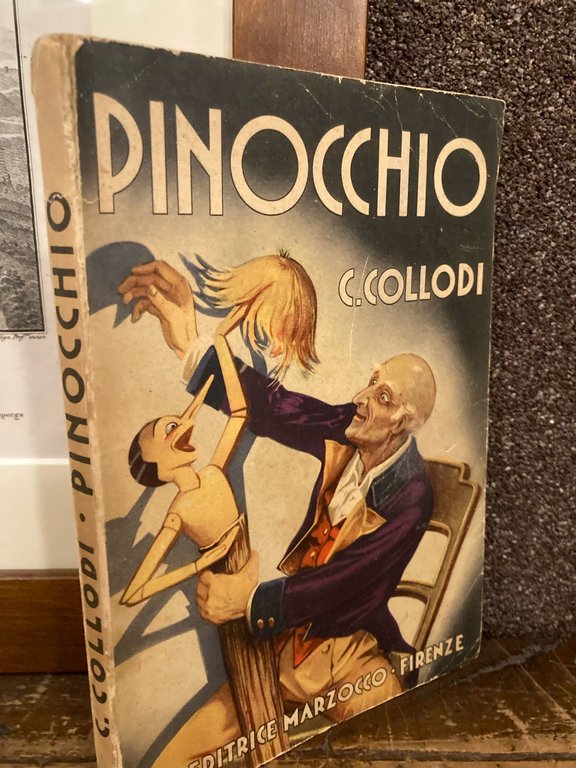 PINOCCHIO
C. COLLODI
C. COLLODI · PINOCCHIO
EDITRICE MARZOCCO · FIRENZE